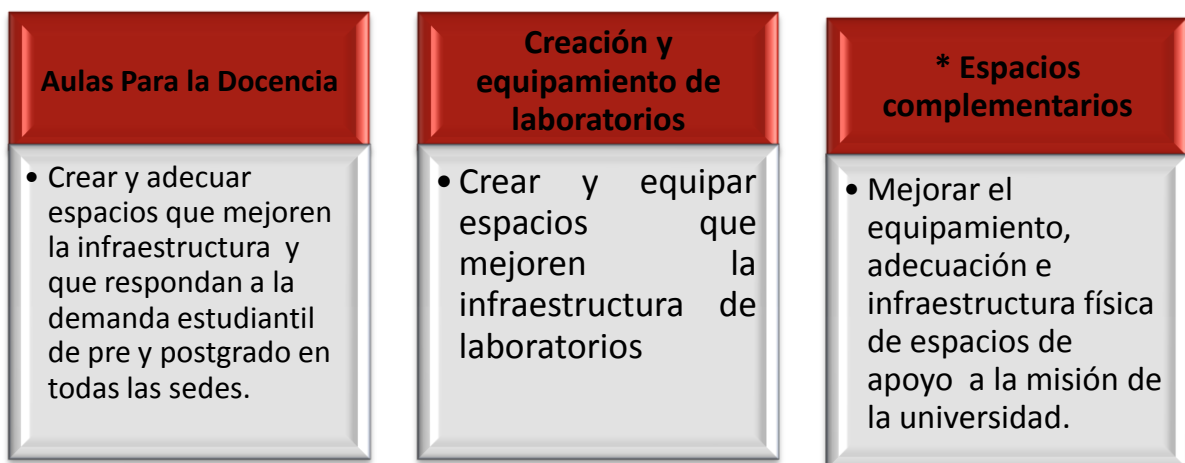 Aulas Para la Docencia
• Crear y adecuar
espacios que mejoren
la infraestructura y
que respondan a la
demanda estudiantil
de pre y postgrado en
todas las sedes.
Creación y
equipamiento de
laboratorios
• Crear y equipar
espacios que
mejoren la
infraestructura de
laboratorios
* Espacios
complementarios
• Mejorar el
equipamiento,
adecuación e
infraestructura física
de espacios de
apoyo a la misión de
la universidad.